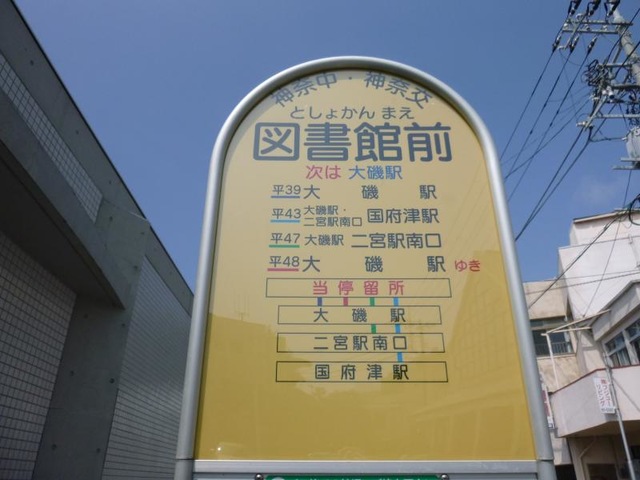 神奈中・神奈交
としょかん まえ
図書館前
次は 大磯駅
平39 大磯駅
平43 大磯駅・二宮駅南口 国府津駅
平47 大磯駅 二宮駅南口
平48 大磯駅 ゆき
当停留所
大磯駅
二宮駅南口
国府津駅